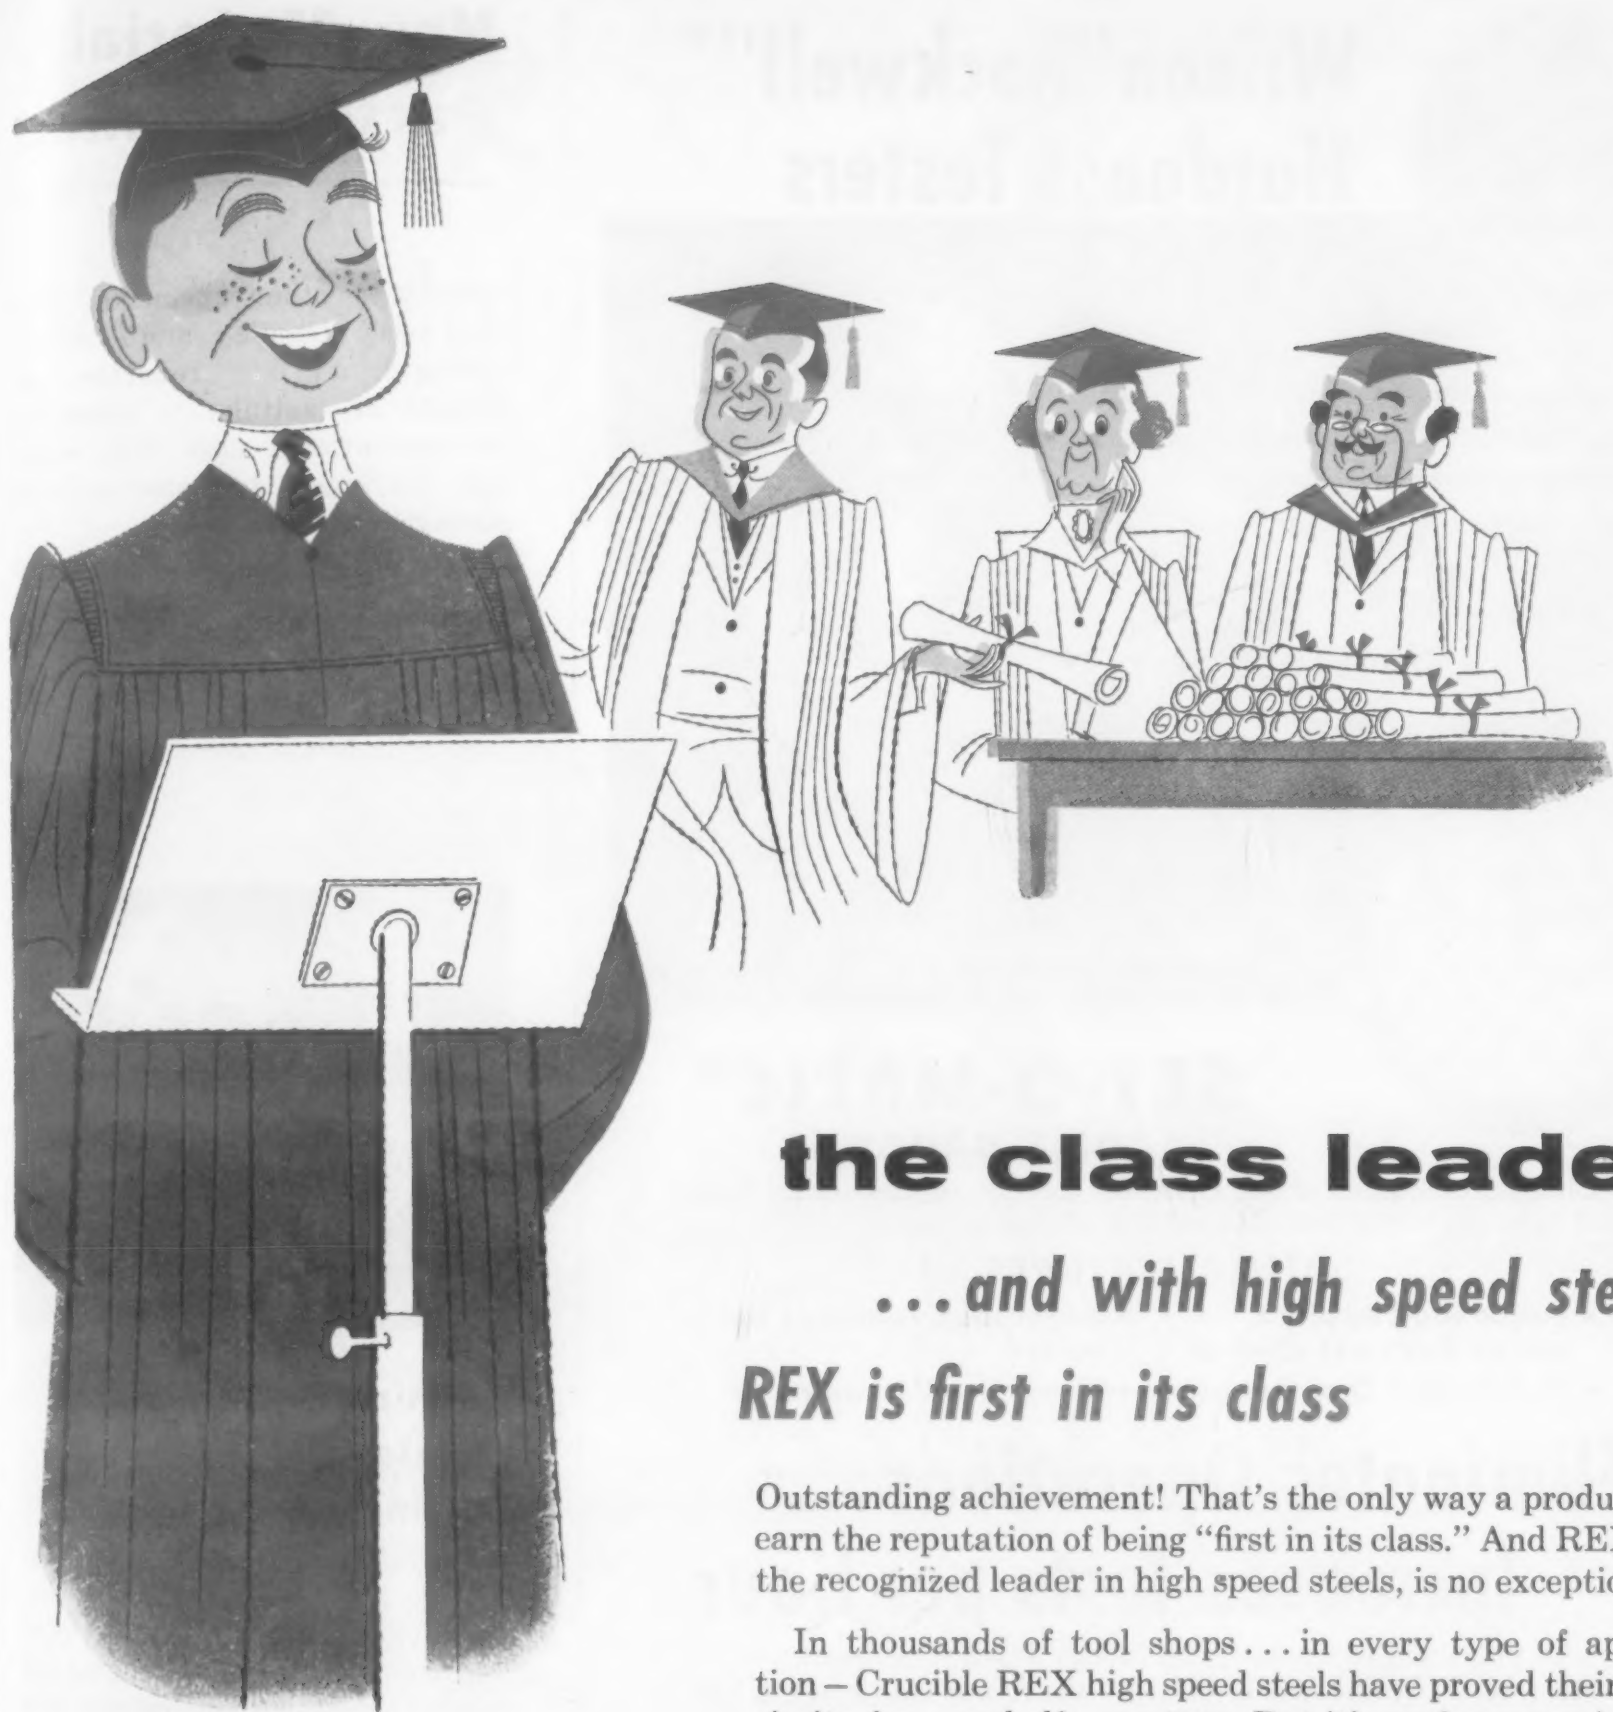 the class leade
...and with high speed ste
REX is first in its class
Outstanding achievement! That's the only way a produ
earn the reputation of being “first in its class.” And RE
the recognized leader in high speed steels, is no exceptio
In thousands of tool shops ... in every type of ap
tion — Crucible REX high speed steels have proved their